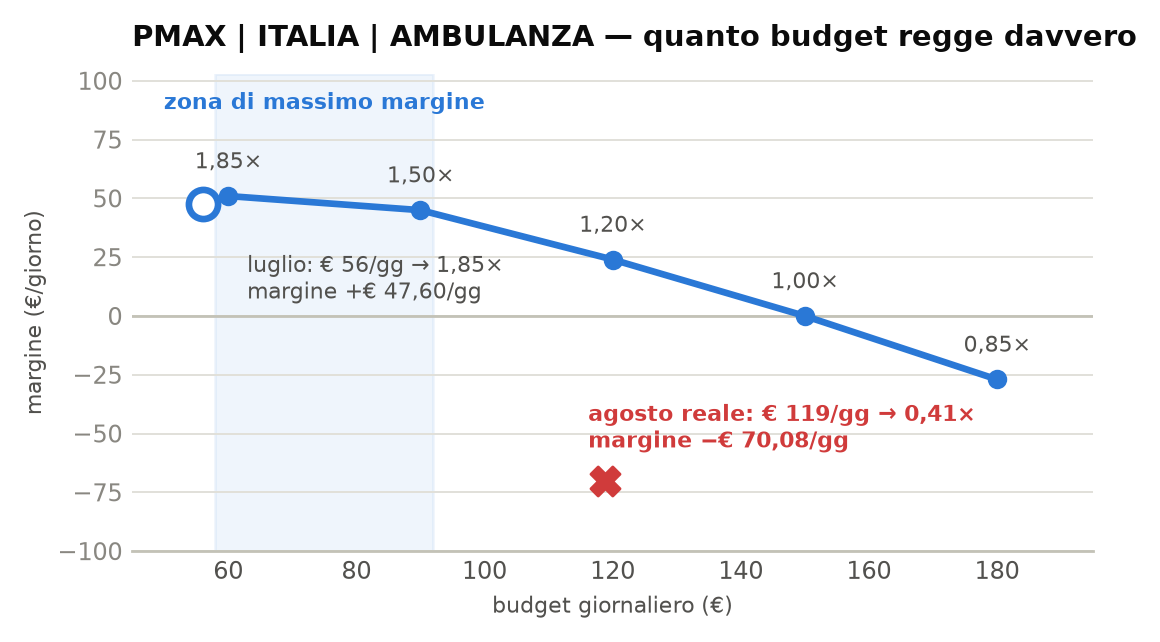 PMAX | ITALIA | AMBULANZA — quanto budget regge davvero
margine (€/giorno)
100
75
50
25
0
−25
−50
−75
−100
zona di massimo margine
1,85×
1,50×
1,20×
1,00×
0,85×
luglio: € 56/gg → 1,85×
margine +€ 47,60/gg
agosto reale: € 119/gg → 0,41×
margine −€ 70,08/gg
60
80
100
120
140
160
180
budget giornaliero (€)